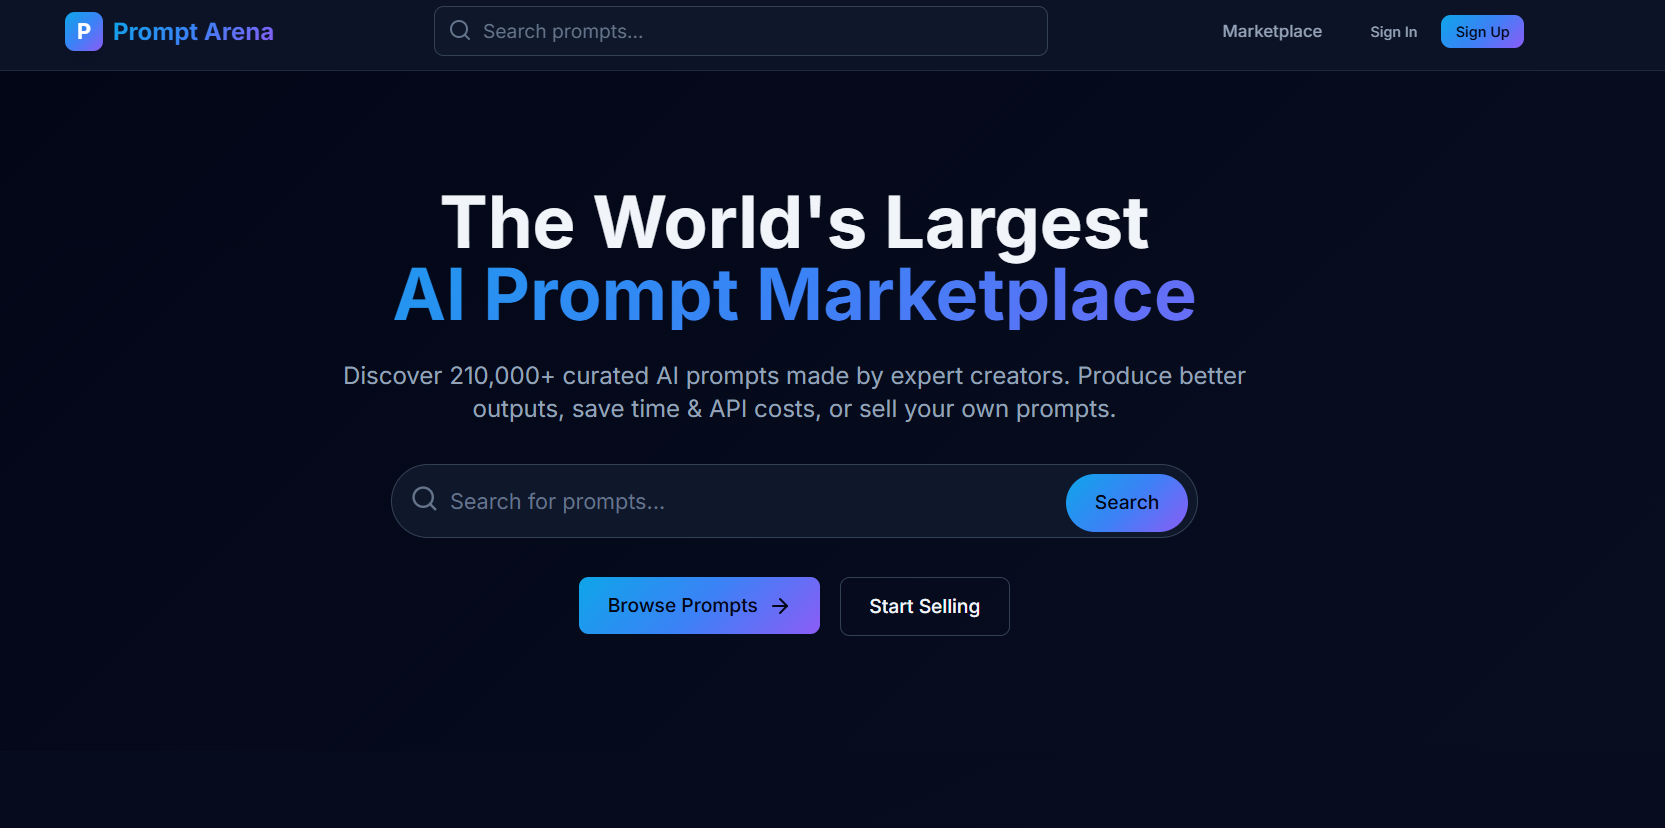 P Prompt Arena
Search prompts...
Marketplace
Sign In
Sign Up
The World's Largest
AI Prompt Marketplace
Discover 210,000+ curated AI prompts made by expert creators. Produce better
outputs, save time & API costs, or sell your own prompts.
Search for prompts...
Search
Browse Prompts →
Start Selling